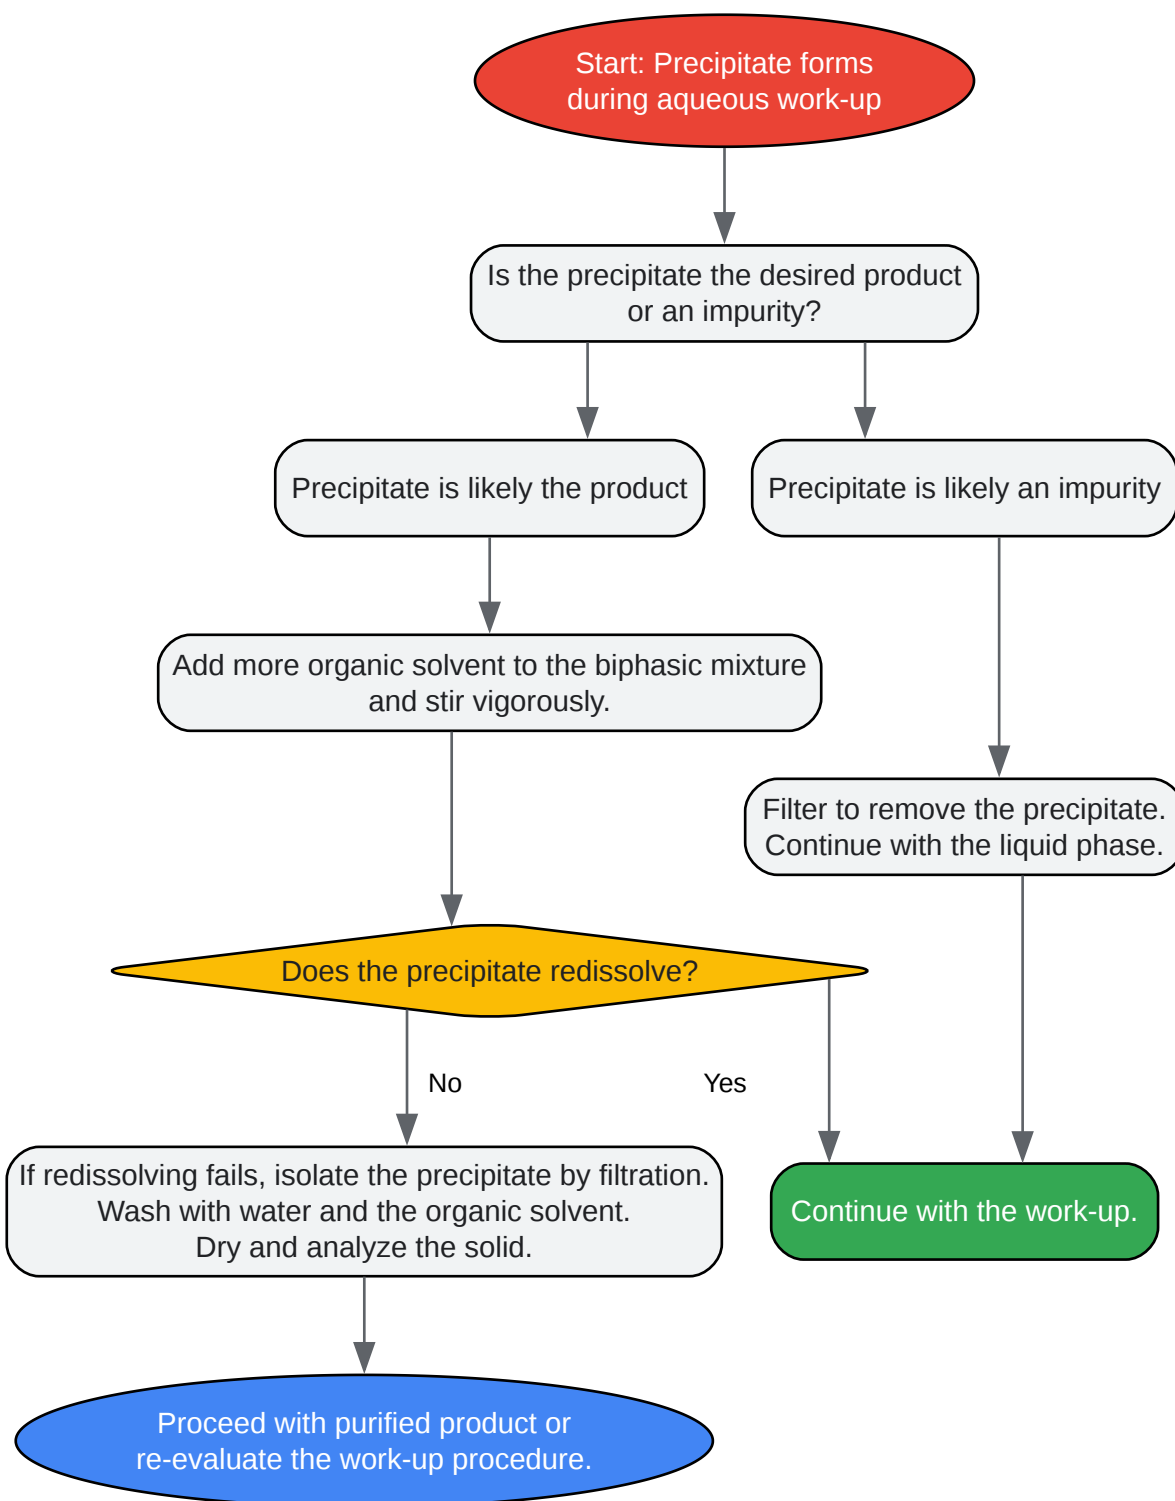 Start: Precipitate forms
during aqueous work-up
Is the precipitate the desired product
or an impurity?
Precipitate is likely the product
Precipitate is likely an impurity
Add more organic solvent to the biphasic mixture
and stir vigorously.
Filter to remove the precipitate.
Continue with the liquid phase.
Does the precipitate redissolve?
No
Yes
If redissolving fails, isolate the precipitate by filtration.
Wash with water and the organic solvent.
Dry and analyze the solid.
Continue with the work-up.
Proceed with purified product or
re-evaluate the work-up procedure.